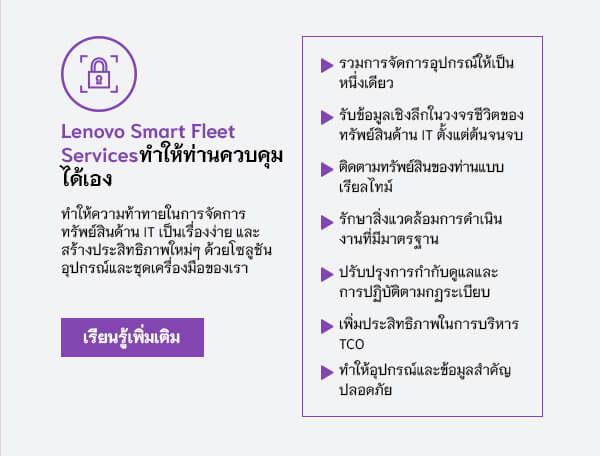 Lenovo Smart Fleet
Servicesทำให้ท่านควบคุม
ได้เอง
ทำให้ความท้าทายในการจัดการ
ทรัพย์สินด้าน IT เป็นเรื่องง่าย และ
สร้างประสิทธิภาพใหม่ๆ ด้วยโซลูชัน
อุปกรณ์และชุดเครื่องมือของเรา
เรียนรู้เพิ่มเติม
รวมการจัดการอุปกรณ์ให้เป็น
หนึ่งเดียว
รับข้อมูลเชิงลึกในวงจรชีวิตของ
ทรัพย์สินด้าน IT ตั้งแต่ต้นจนจบ
ติดตามทรัพย์สินของท่านแบบ
เรียลไทม์
รักษาสิ่งแวดล้อมการดำเนิน
งานที่มีมาตรฐาน
ปรับปรุงการกำกับดูแลและ
การปฏิบัติตามกฎระเบียบ
เพิ่มประสิทธิภาพในการบริหาร
TCO
ทำให้อุปกรณ์และข้อมูลสำคัญ
ปลอดภัย